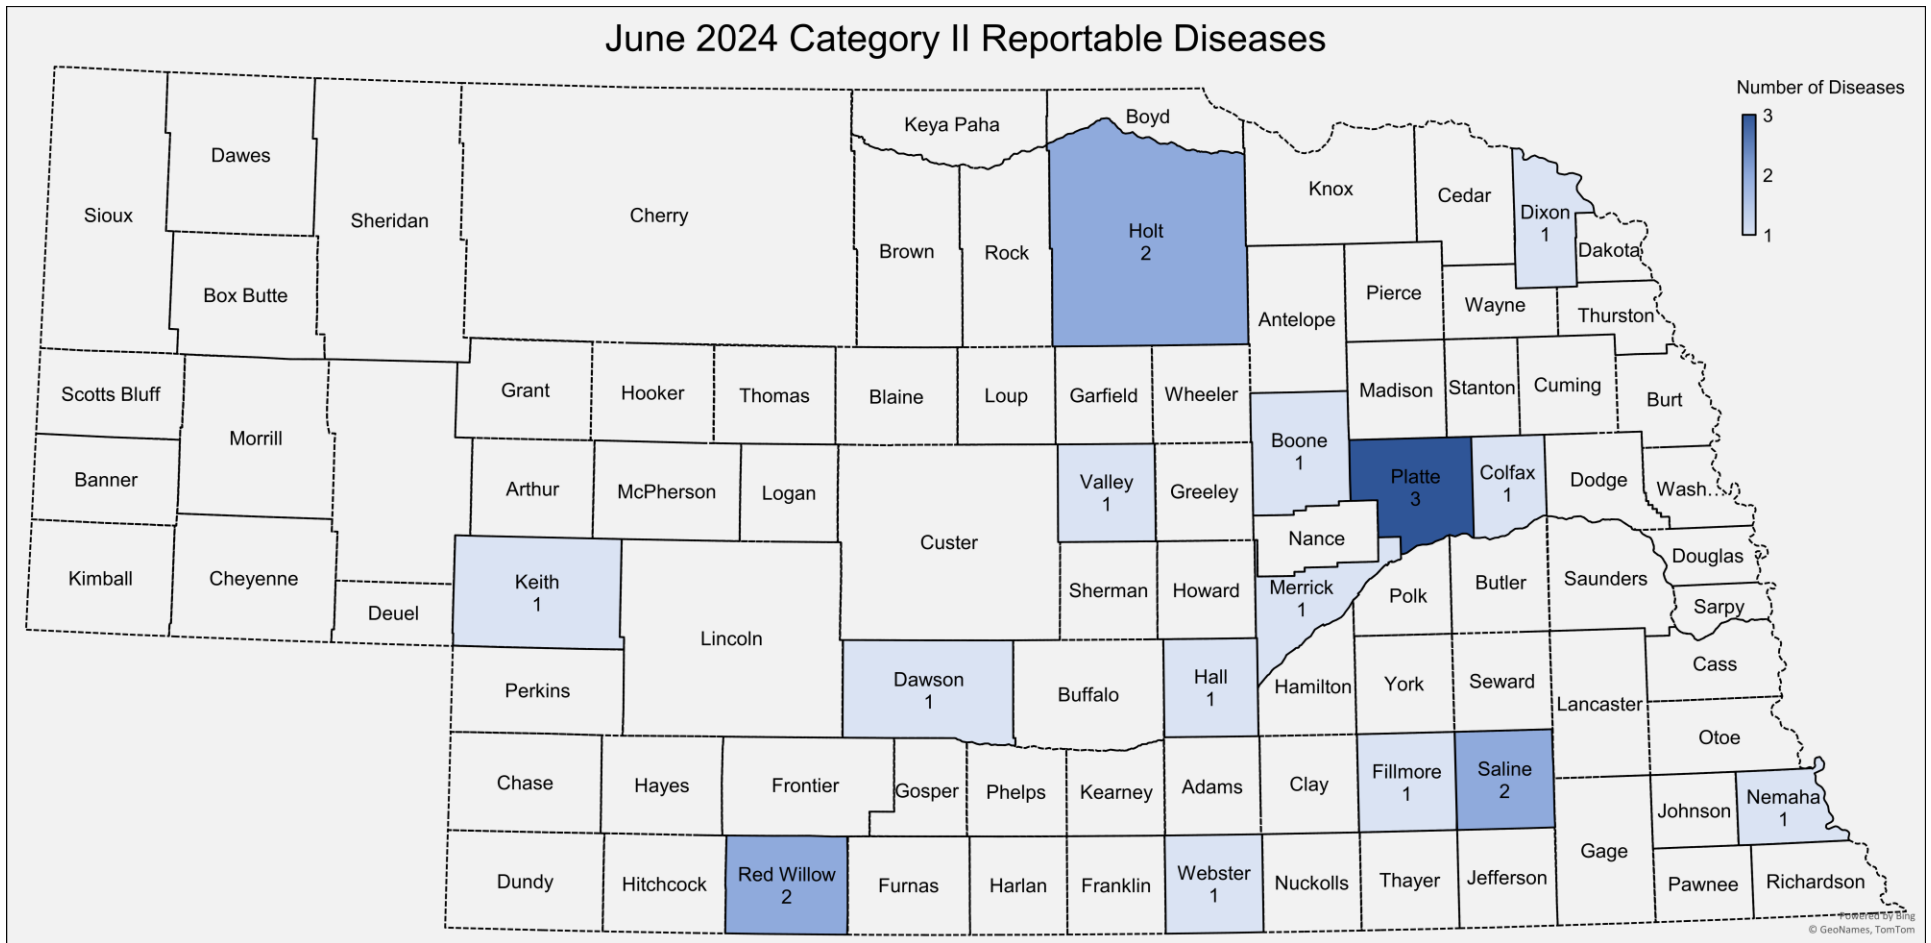 June 2024 Category II Reportable Diseases
Number of Diseases
3
2
1
Keya Paha
Boyd
Dawes
Sioux
Sheridan
Cherry
Brown
Rock
Holt
2
Knox
Cedar
Dixon
1
Dakota
Box Butte
Antelope
Pierce
Wayne
Thurston
Scotts Bluff
Morrill
Grant
Hooker
Thomas
Blaine
Loup
Garfield
Wheeler
Madison
Stanton
Cuming
Burt
Banner
Arthur
McPherson
Logan
Custer
Valley
1
Greeley
Boone
1
Platte
3
Colfax
1
Dodge
Wash...
Nance
Kimball
Cheyenne
Deuel
Keith
1
Lincoln
Sherman
Howard
Merrick
1
Polk
Butler
Saunders
Douglas
Sarpy
Perkins
Dawson
1
Buffalo
Hall
1
Hamilton
York
Seward
Lancaster
Cass
Otoe
Chase
Hayes
Frontier
Gosper
Phelps
Kearney
Adams
Clay
Fillmore
1
Saline
2
Johnson
Nemaha
1
Dundy
Hitchcock
Red Willow
2
Furnas
Harlan
Franklin
Webster
1
Nuckolls
Thayer
Jefferson
Gage
Pawnee
Richardson
Powered by Bing
© GeoNames, TomTom